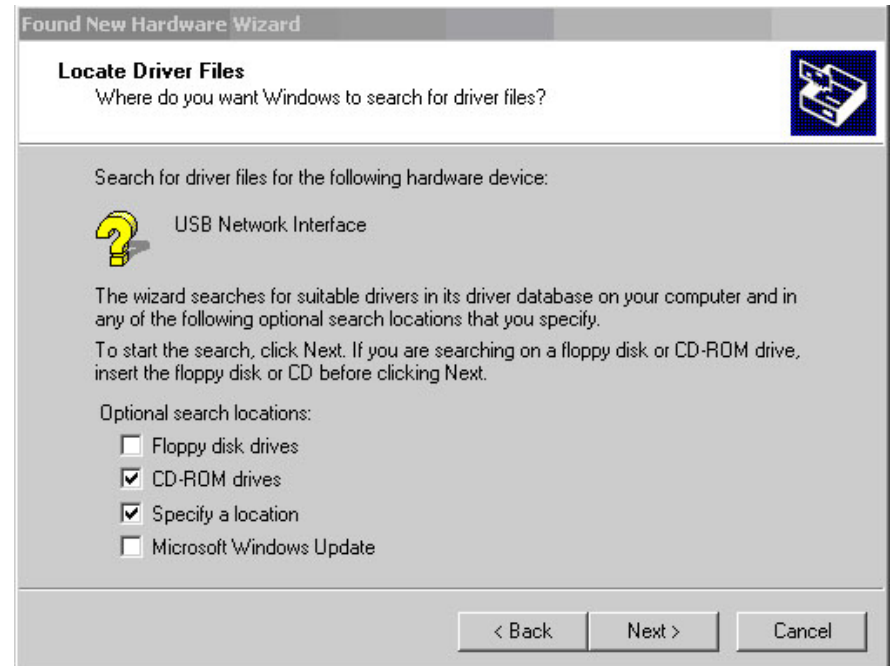 Found New Hardware Wizard
Locate Driver Files
Where do you want Windows to search for driver files?
Search for driver files for the following hardware device:
USB Network Interface
The wizard searches for suitable drivers in its driver database on your computer and in
any of the following optional search locations that you specify.
To start the search, click Next. If you are searching on a floppy disk or CD-ROM drive,
insert the floppy disk or CD before clicking Next.
Optional search locations:
Floppy disk drives
CD-ROM drives
Specify a location
Microsoft Windows Update
< Back Next > Cancel